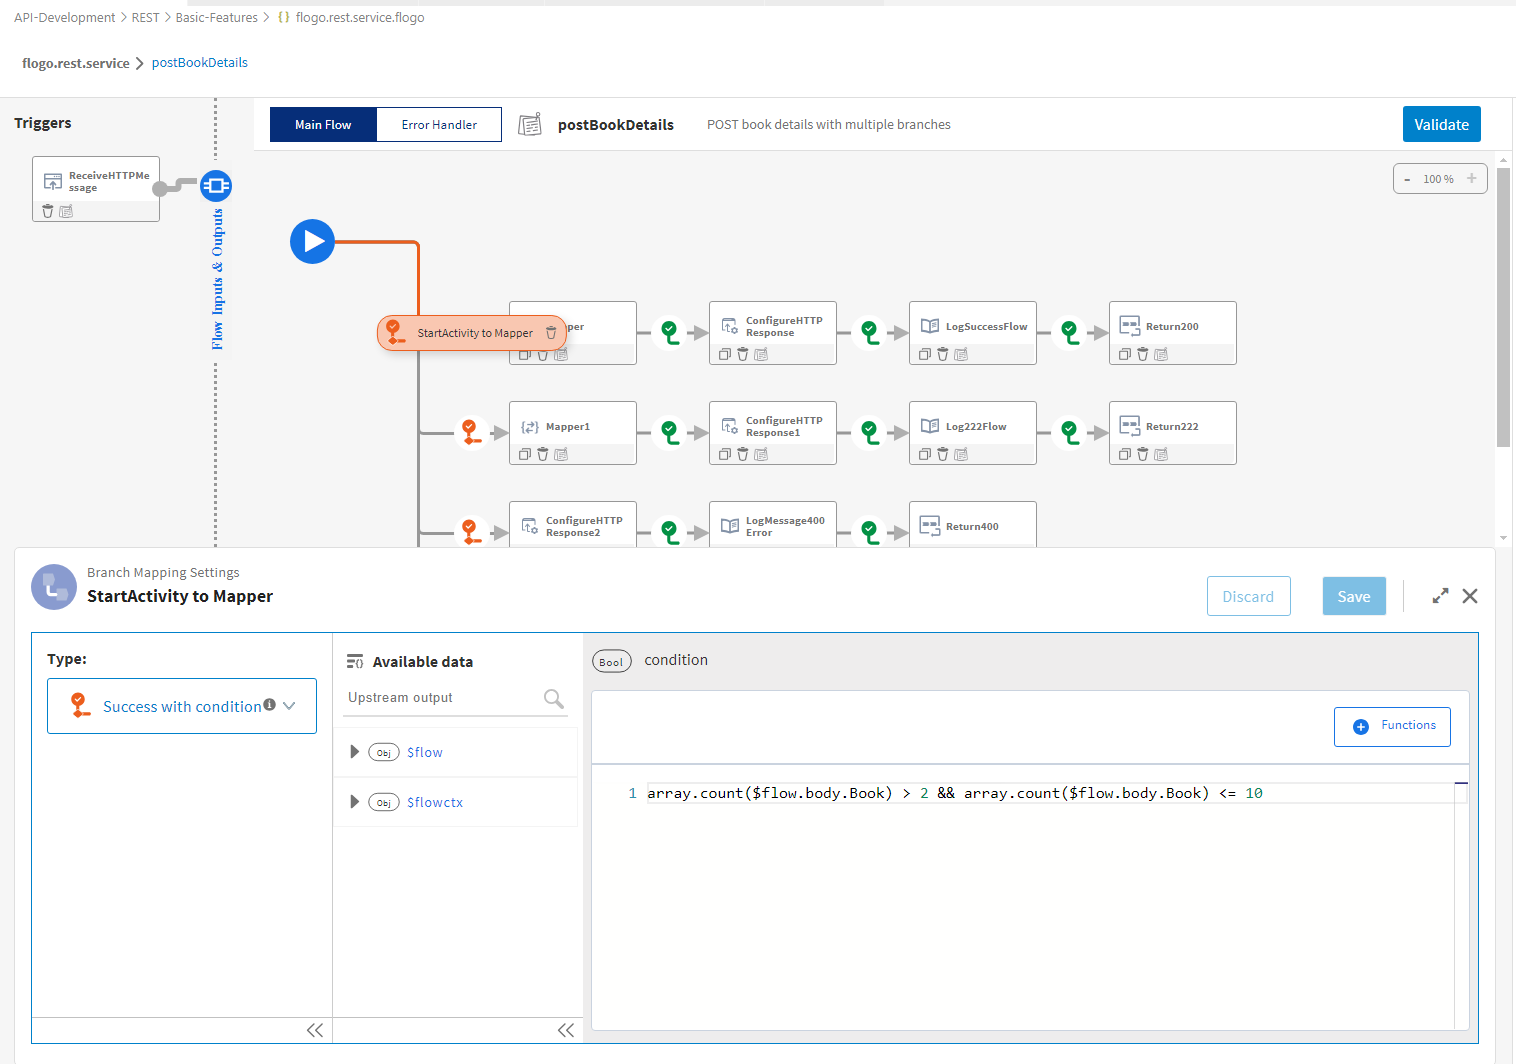 API-Development > REST > Basic-Features > {} flogo.rest.service.flogo
flogo.rest.service > postBookDetails
Triggers
Main Flow
Error Handler
postBookDetails
POST book details with multiple branches
Validate
ReceiveHTTPMe
ssage
- 100 % +
Flow Inputs & Outputs
StartActivity to Mapper
per
ConfigureHTTP
Response
LogSuccessFlow
Return200
Mapper1
ConfigureHTTP
Response1
Log222Flow
Return222
ConfigureHTTP
Response2
LogMessage400
Error
Return400
Branch Mapping Settings
StartActivity to Mapper
Discard
Save
Type:
Success with condition
Available data
Upstream output
Obj $flow
Obj $flowctx
Bool condition
Functions
1 array.count($flow.body.Book) > 2 && array.count($flow.body.Book) <= 10